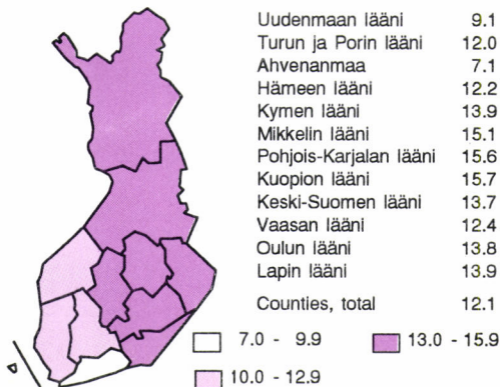 Uudenmaan lääni 9.1
Turun ja Porin lääni 12.0
Ahvenanmaa 7.1
Hämeen lääni 12.2
Kymen lääni 13.9
Mikkelin lääni 15.1
Pohjois-Karjalan lääni 15.6
Kuopion lääni 15.7
Keski-Suomen lääni 13.7
Vaasan lääni 12.4
Oulun lääni 13.8
Lapin lääni 13.9
Counties, total 12.1
7.0 - 9.9 13.0 - 15.9
10.0 - 12.9